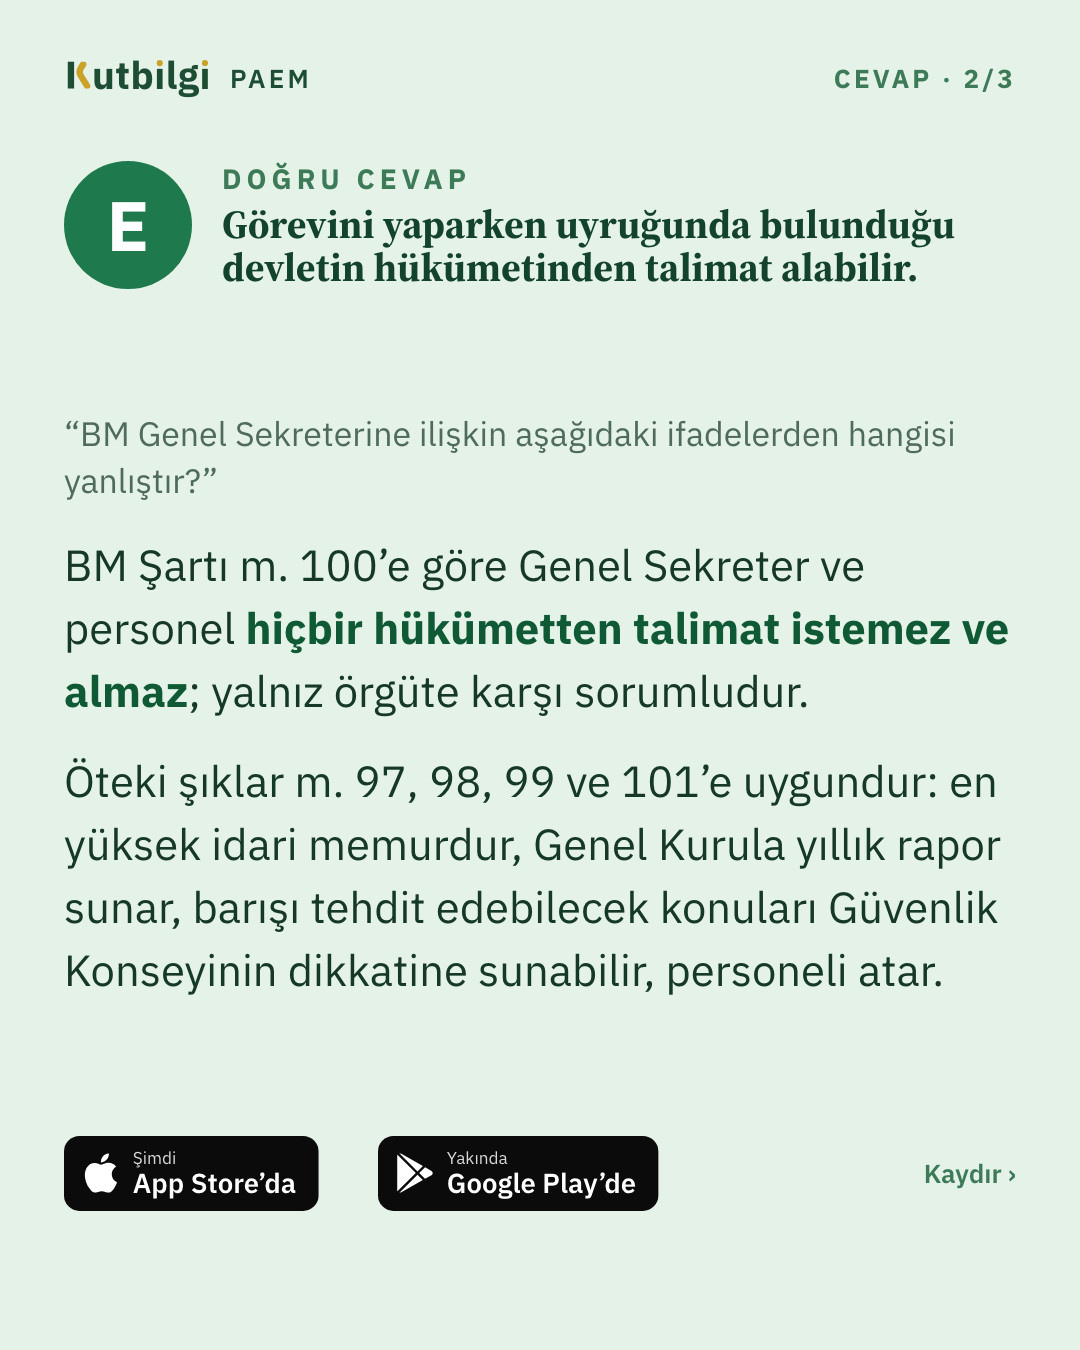 Kutbilgi PAEM
CEVAP · 2/3
E
DOĞRU CEVAP
Görevini yaparken uyruğunda bulunduğu
devletin hükümetinden talimat alabilir.
“BM Genel Sekreterine ilişkin aşağıdaki ifadelerden hangisi
yanlıştır?”
BM Şartı m. 100’e göre Genel Sekreter ve
personel hiçbir hükümetten talimat istemez ve
almaz; yalnız örgüte karşı sorumludur.
Öteki şıklar m. 97, 98, 99 ve 101’e uygundur: en
yüksek idari memurdur, Genel Kurula yıllık rapor
sunar, barışı tehdit edebilecek konuları Güvenlik
Konseyinin dikkatine sunabilir, personeli atar.
Şimdi
App Store’da
Yakında
Google Play’de
Kaydır ›